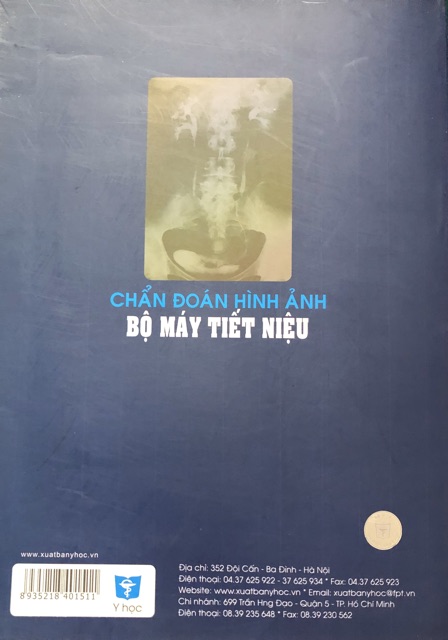 CHẨN ĐOÁN HÌNH ẢNH
BỘ MÁY TIẾT NIỆU
www.xuatbanyhoc.vn
8935218 401511
Y học
Địa chỉ: 352 Đội Cấn - Ba Đình - Hà Nội
Điện thoại: 04.37 625 922 - 37 625 934 * Fax: 04.37 625 923
Website: www.xuatbanyhoc.vn * Email: xuatbanyhoc@fpt.vn
Chi nhánh: 699 Trần Hng Đạo - Quận 5 - TP. Hồ Chí Minh
Điện thoại: 08.39 235 648 * Fax: 08.39 230 562